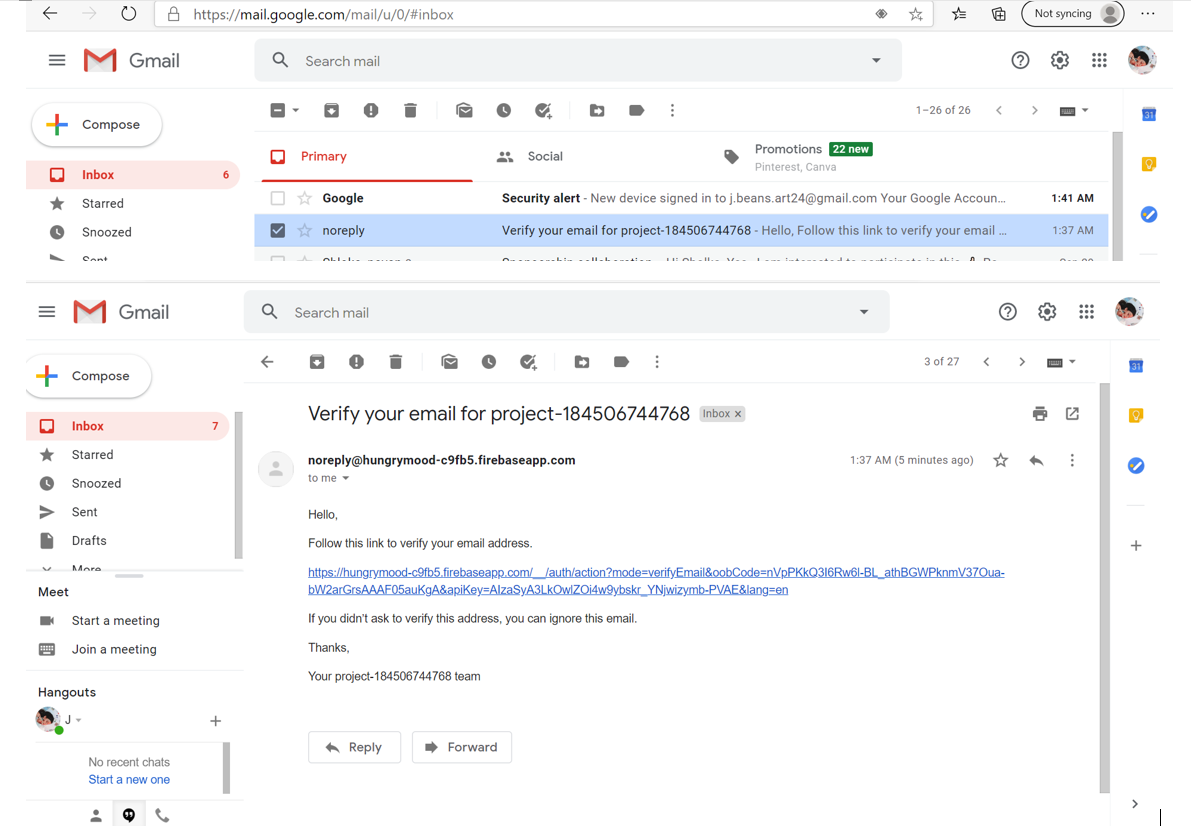 https://mail.google.com/mail/u/0/#inbox
Not syncing
Gmail
Search mail
Compose
1–26 of 26
31
Primary
Social
Promotions 22 new
Pinterest, Canva
Inbox 6
Starred
Snoozed
Sent
Google Security alert - New device signed in to j.beans.art24@gmail.com Your Google Accoun... 1:41 AM
noreply Verify your email for project-184506744768 - Hello, Follow this link to verify your email ... 1:37 AM
Gmail
Search mail
Compose
3 of 27
31
Inbox 7
Starred
Snoozed
Sent
Drafts
More
Meet
Start a meeting
Join a meeting
Hangouts
J
No recent chats
Start a new one
Verify your email for project-184506744768 Inbox x
noreply@hungrymood-c9fb5.firebaseapp.com 1:37 AM (5 minutes ago)
to me
Hello,
Follow this link to verify your email address.
https://hungrymood-c9fb5.firebaseapp.com/__/auth/action?mode=verifyEmail&oobCode=nVpPKkQ3I6Rw6l-BL_athBGWPknmV37Oua-
bW2arGrsAAAF05auKgA&apiKey=AIzaSyA3LkOwlZOi4w9ybskr_YNjwizymb-PVAE&lang=en
If you didn't ask to verify this address, you can ignore this email.
Thanks,
Your project-184506744768 team
Reply
Forward